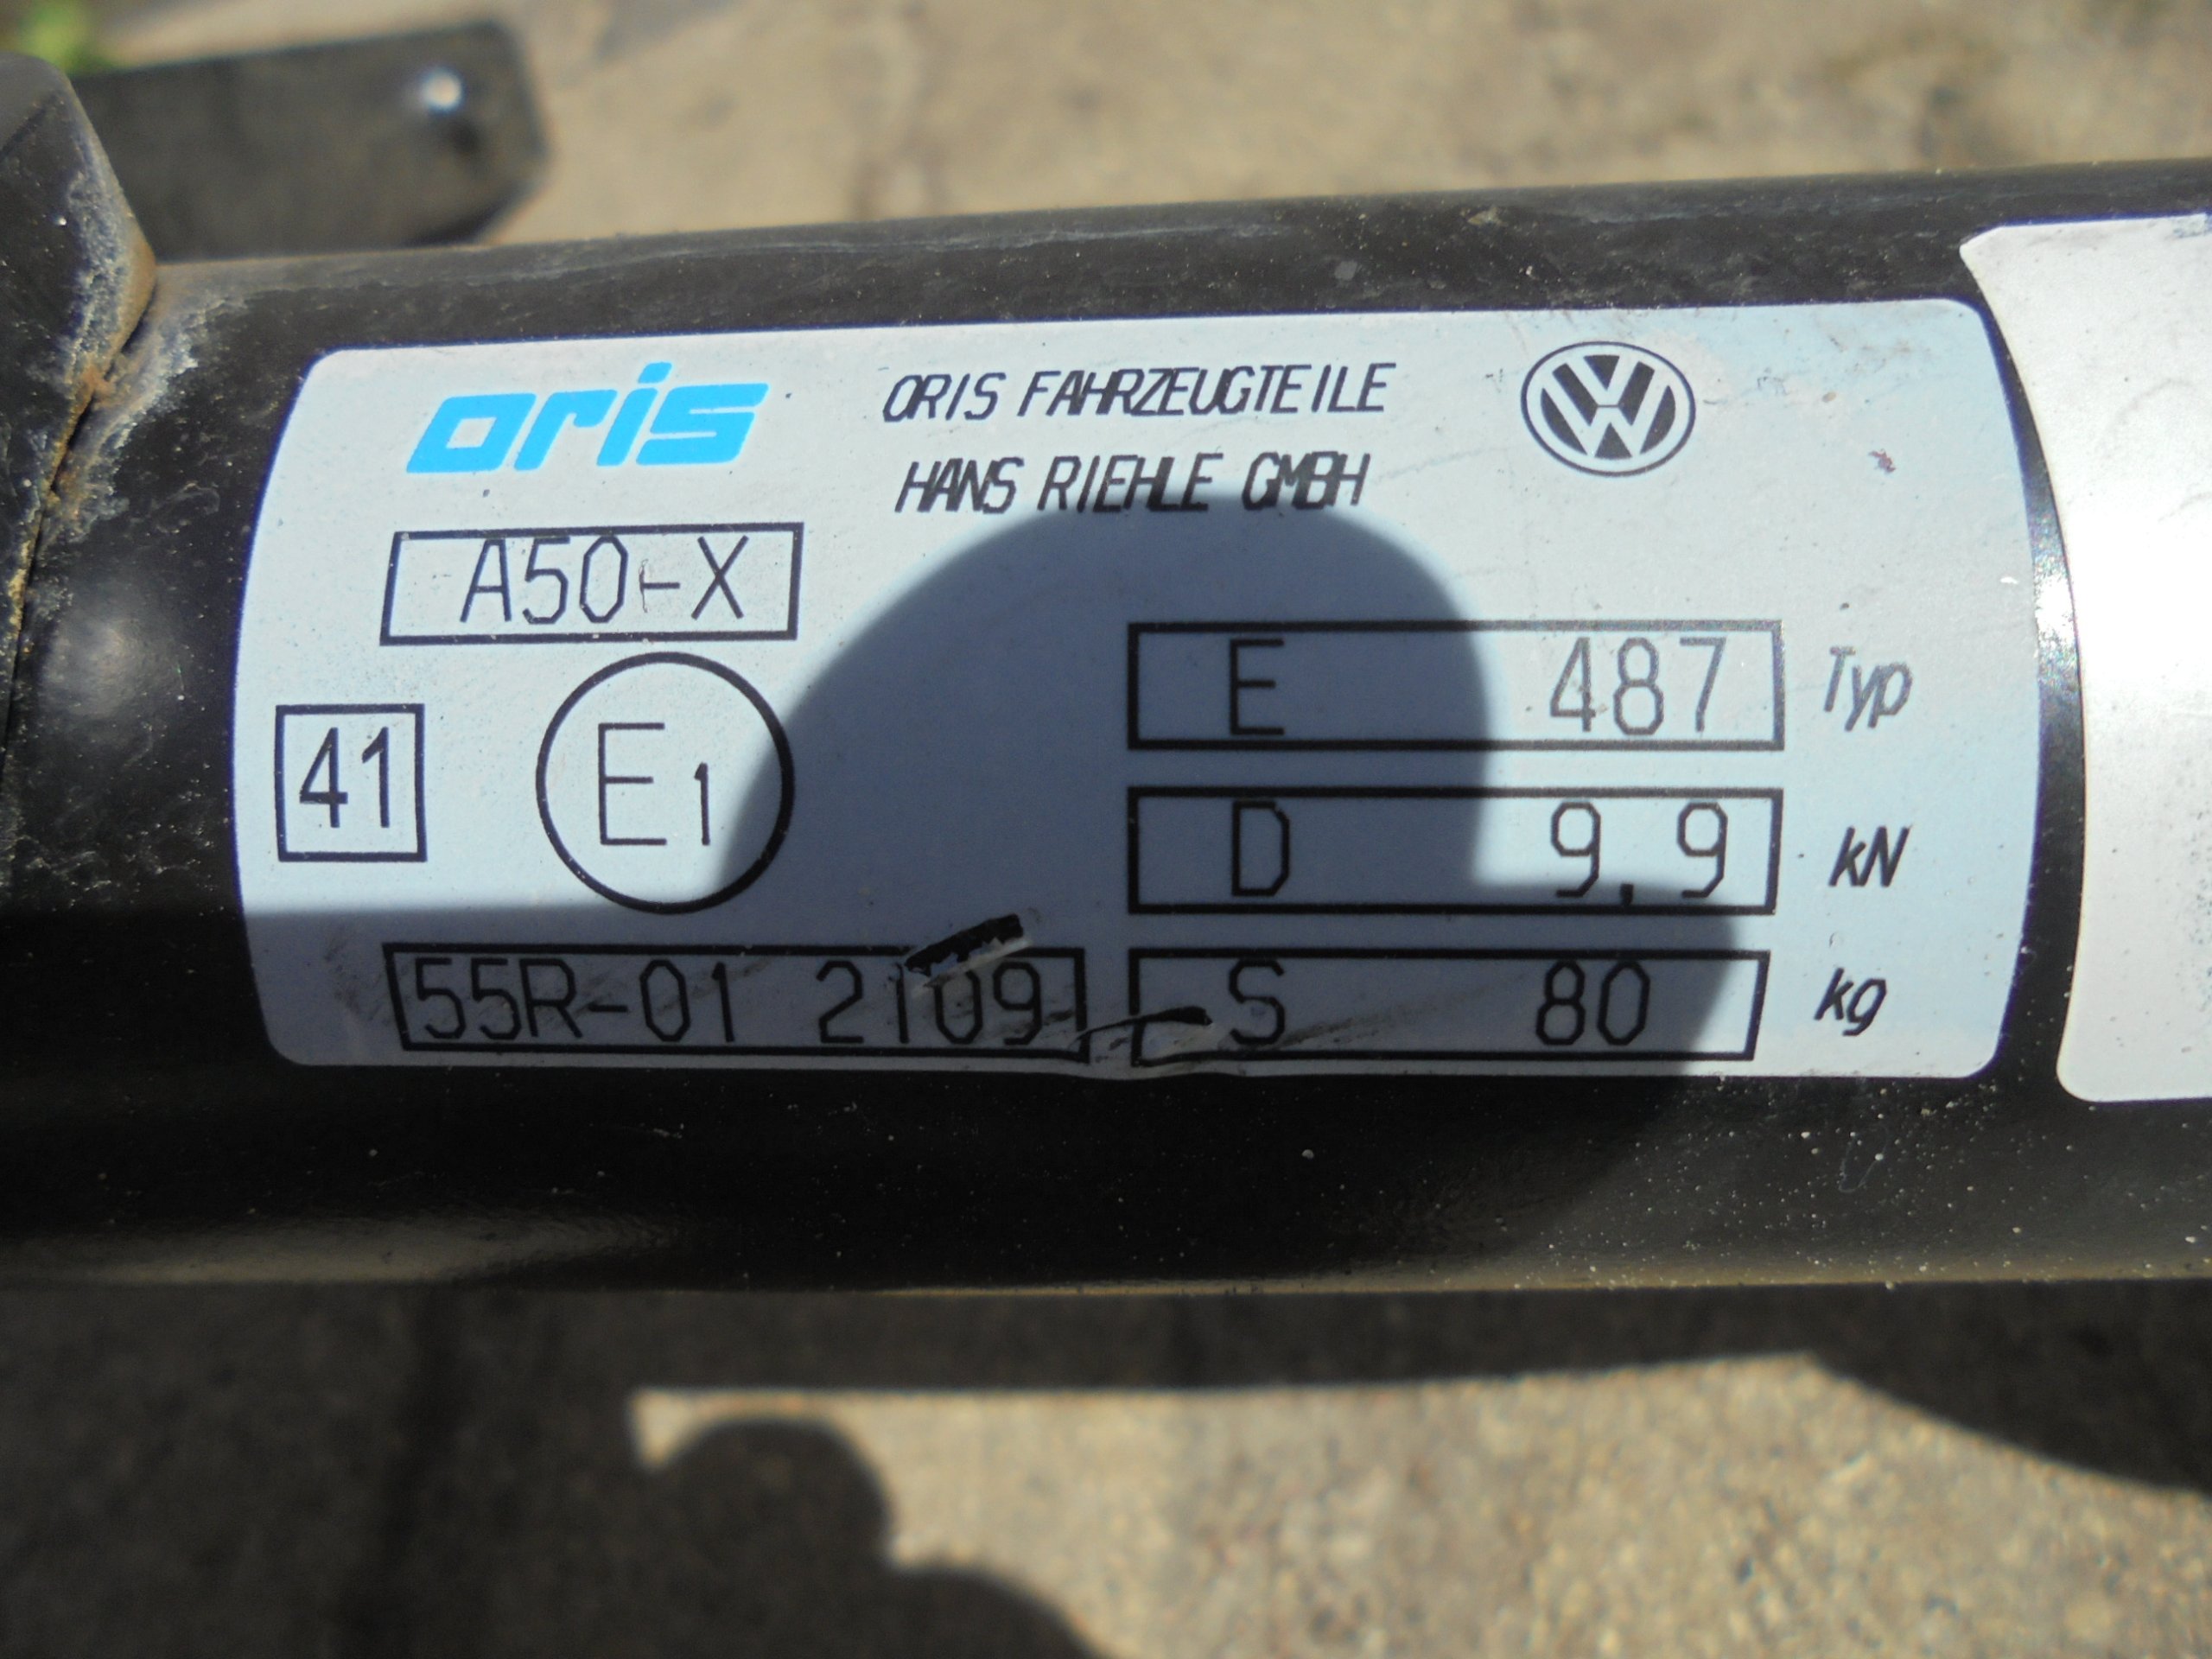 oris
ORIS FAHRZEUGTEILE
HANS RIEHLE GMBH
VW
A50-X
E 487 Typ
41
E1
D 9,9 kN
55R-01 2109
S 80 kg